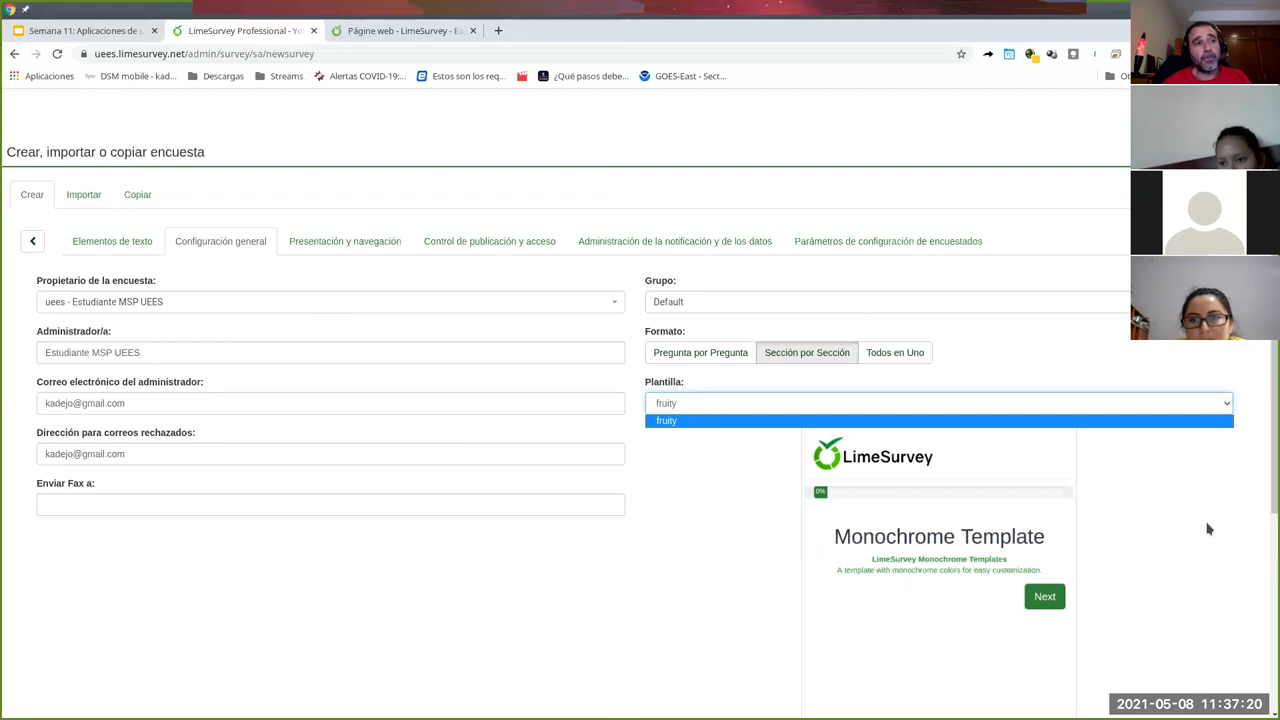 Semana 11: Aplicaciones de u
LimeSurvey Professional - Yo
Página web - LimeSurvey - Ea
uees.limesurvey.net/admin/survey/sa/newsurvey
Aplicaciones
DSM mobile - kad...
Descargas
Streams
Alertas COVID-19:...
Estos son los req...
¿Qué pasos debe...
GOES-East - Sect...
Ot
Crear, importar o copiar encuesta
Crear
Importar
Copiar
Elementos de texto
Configuración general
Presentación y navegación
Control de publicación y acceso
Administración de la notificación y de los datos
Parámetros de configuración de encuestados
Propietario de la encuesta:
uees - Estudiante MSP UEES
Administrador/a:
Estudiante MSP UEES
Correo electrónico del administrador:
kadejo@gmail.com
Dirección para correos rechazados:
kadejo@gmail.com
Enviar Fax a:
Grupo:
Default
Formato:
Pregunta por Pregunta
Sección por Sección
Todos en Uno
Plantilla:
fruity
fruity
LimeSurvey
0%
Monochrome Template
LimeSurvey Monochrome Templates
A template with monochrome colors for easy customization.
Next
2021-05-08 11:37:20